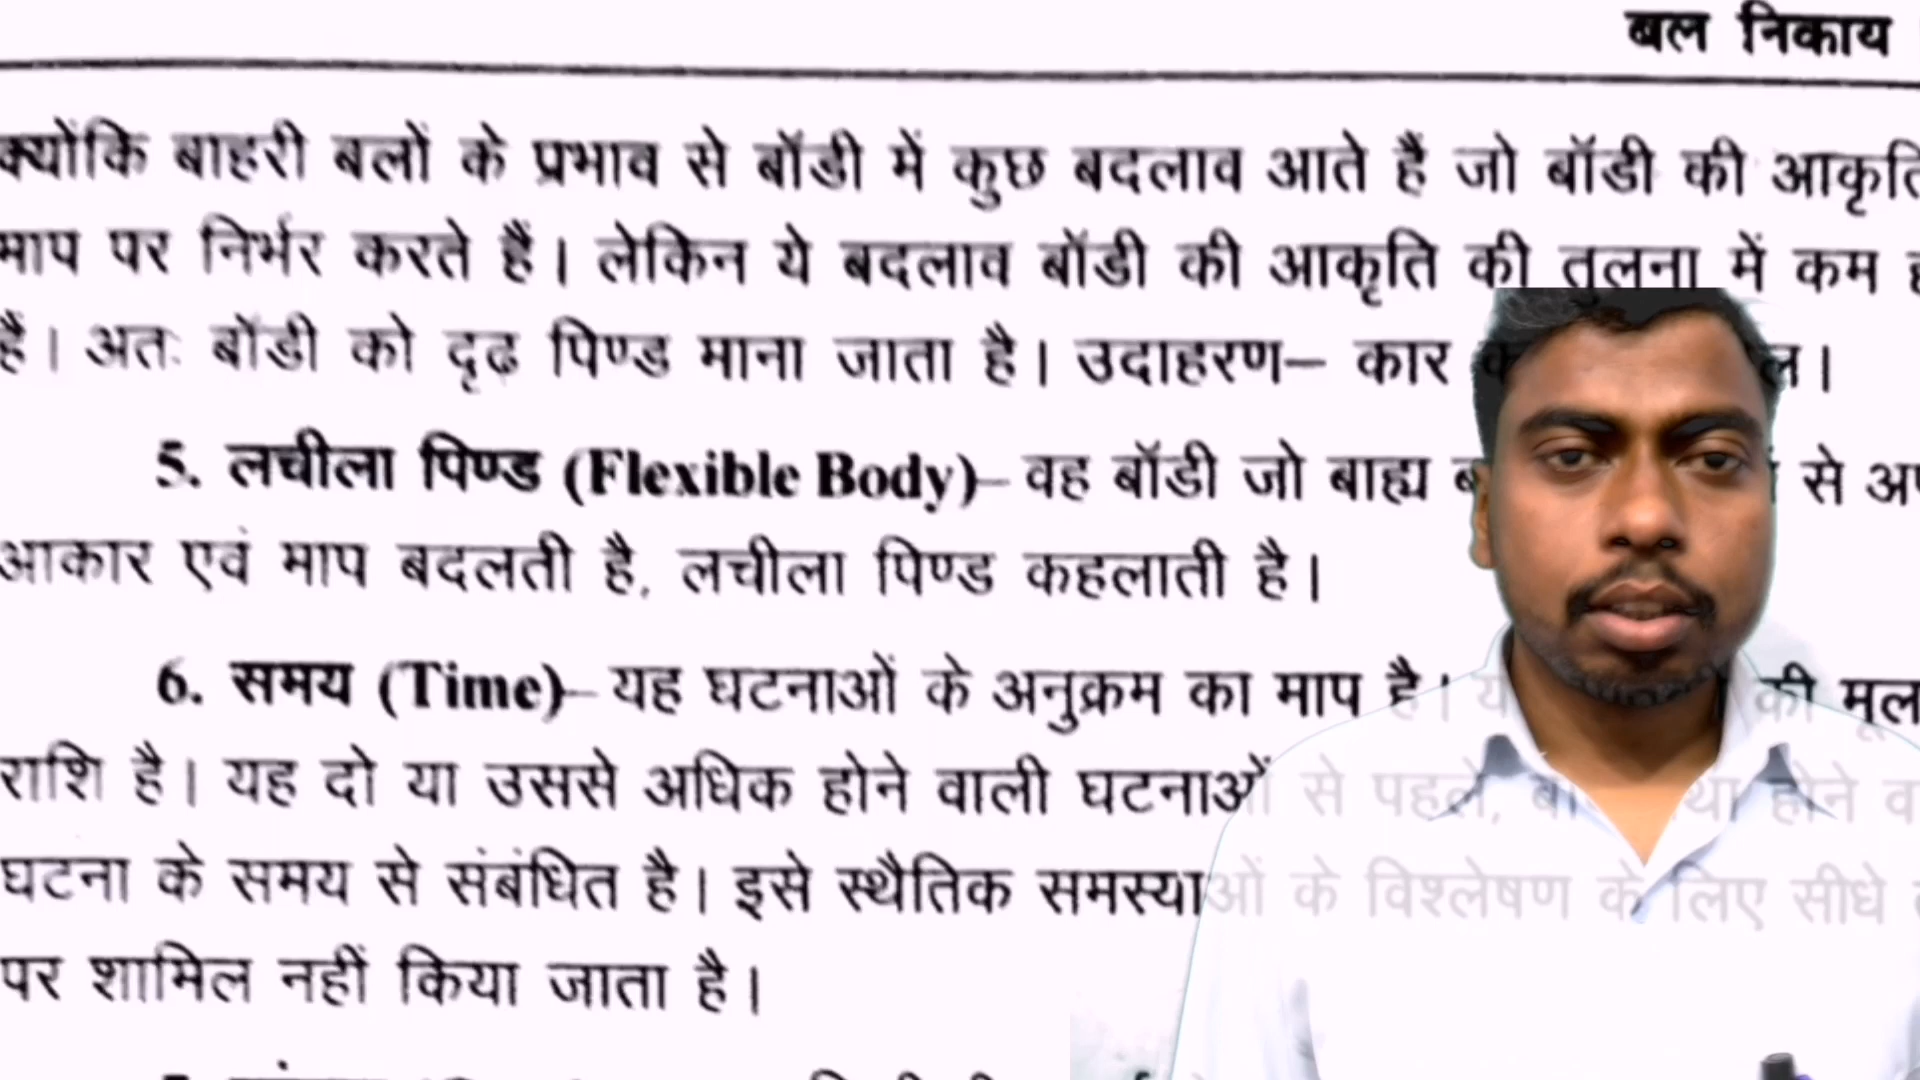 बल निकाय
क्योंकि बाहरी बलों के प्रभाव से बॉडी में कुछ बदलाव आते हैं जो बॉडी की आकृति
माप पर निर्भर करते हैं। लेकिन ये बदलाव बॉडी की आकृति की तुलना में कम
हैं। अतः बॉडी को दृढ़ पिण्ड माना जाता है। उदाहरण– कार
5. लचीला पिण्ड (Flexible Body)– वह बॉडी जो बाह्य से
आकार एवं माप बदलती है, लचीला पिण्ड कहलाती है।
6. समय (Time)– यह घटनाओं के अनुक्रम का माप है। की मूल
राशि है। यह दो या उससे अधिक होने वाली घटनाओं से पहले, होने
घटना के समय से संबंधित है। इसे स्थैतिक समस्याओं के विश्लेषण के लिए सीधे
पर शामिल नहीं किया जाता है।